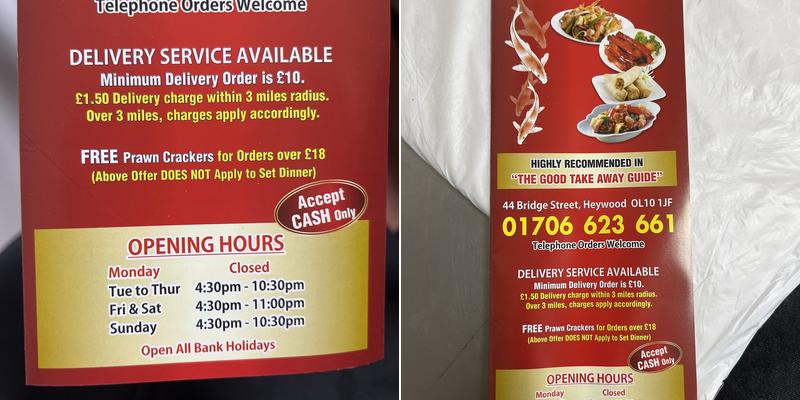 Telephone Orders Welcome
DELIVERY SERVICE AVAILABLE
Minimum Delivery Order is £10.
£1.50 Delivery charge within 3 miles radius.
Over 3 miles, charges apply accordingly.
FREE Prawn Crackers for Orders over £18
(Above Offer DOES NOT Apply to Set Dinner)
Accept
CASH Only
OPENING HOURS
Monday Closed
Tue to Thur 4:30pm - 10:30pm
Fri & Sat 4:30pm - 11:00pm
Sunday 4:30pm - 10:30pm
Open All Bank Holidays
HIGHLY RECOMMENDED IN
"THE GOOD TAKE AWAY GUIDE"
44 Bridge Street, Heywood OL10 1JF
01706 623 661
Telephone Orders Welcome
DELIVERY SERVICE AVAILABLE
Minimum Delivery Order is £10.
£1.50 Delivery charge within 3 miles radius.
Over 3 miles, charges apply accordingly.
FREE Prawn Crackers for Orders over £18
(Above Offer DOES NOT Apply to Set Dinner)
Accept
CASH Only
OPENING HOURS
Monday Closed